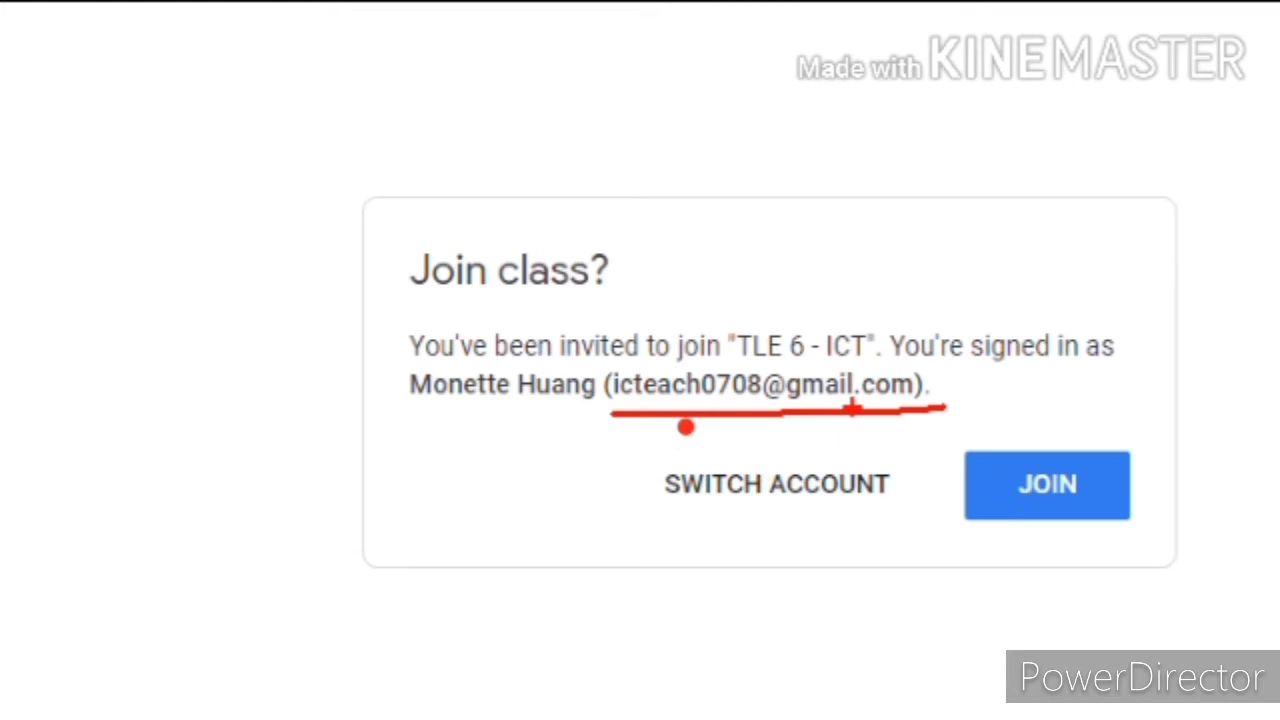 Made with KINEMASTER
Join class?
You've been invited to join "TLE 6 - ICT". You're signed in as
Monette Huang (icteach0708@gmail.com).
SWITCH ACCOUNT JOIN
PowerDirector